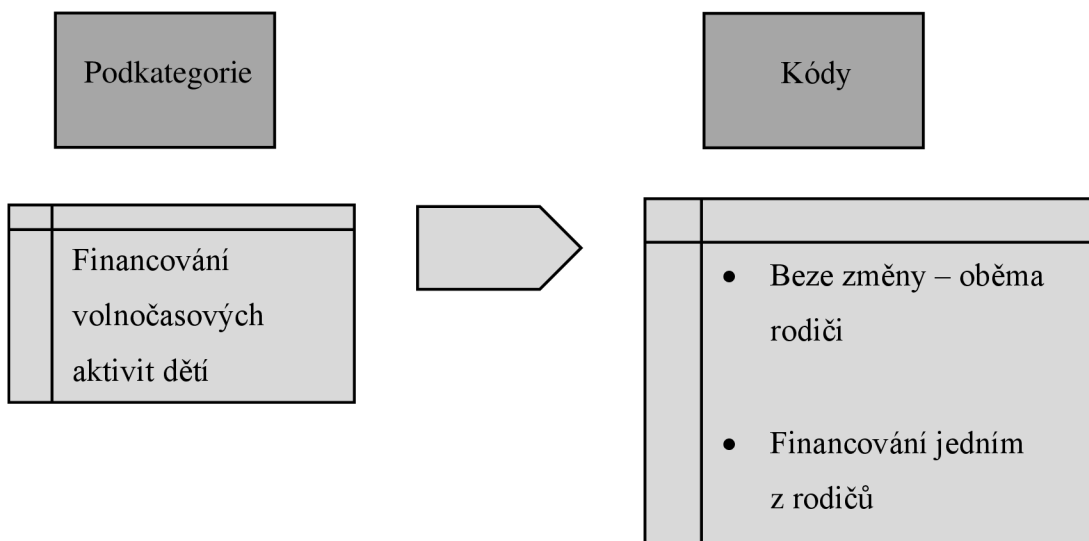 Podkategorie
Kódy
Financování
volnočasových
aktivit dětí
• Beze změny – oběma
rodiči
• Financování jedním
z rodičů